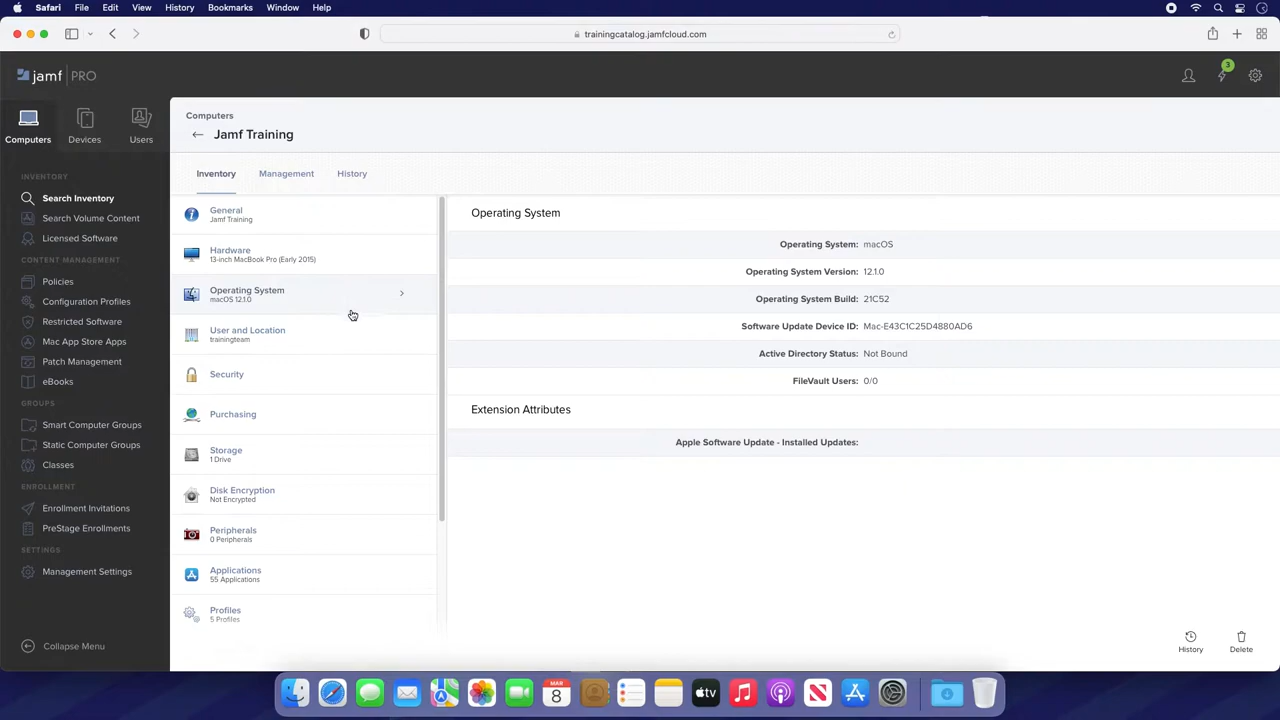 Safari File Edit View History Bookmarks Window Help
trainingcatalog.jamfcloud.com
jamf PRO
3
Computers Devices Users
Computers
Jamf Training
Inventory Management History
INVENTORY
Search Inventory
Search Volume Content
Licensed Software
CONTENT MANAGEMENT
Policies
Configuration Profiles
Restricted Software
Mac App Store Apps
Patch Management
eBooks
GROUPS
Smart Computer Groups
Static Computer Groups
Classes
ENROLLMENT
Enrollment Invitations
PreStage Enrollments
SETTINGS
Management Settings
Collapse Menu
General
Jamf Training
Hardware
13-inch MacBook Pro (Early 2015)
Operating System
macOS 12.1.0
User and Location
trainingteam
Security
Purchasing
Storage
1 Drive
Disk Encryption
Not Encrypted
Peripherals
0 Peripherals
Applications
55 Applications
Profiles
5 Profiles
Operating System
Operating System: macOS
Operating System Version: 12.1.0
Operating System Build: 21C52
Software Update Device ID: Mac-E43C1C25D4880AD6
Active Directory Status: Not Bound
FileVault Users: 0/0
Extension Attributes
Apple Software Update - Installed Updates:
History Delete
MAR
8
tv